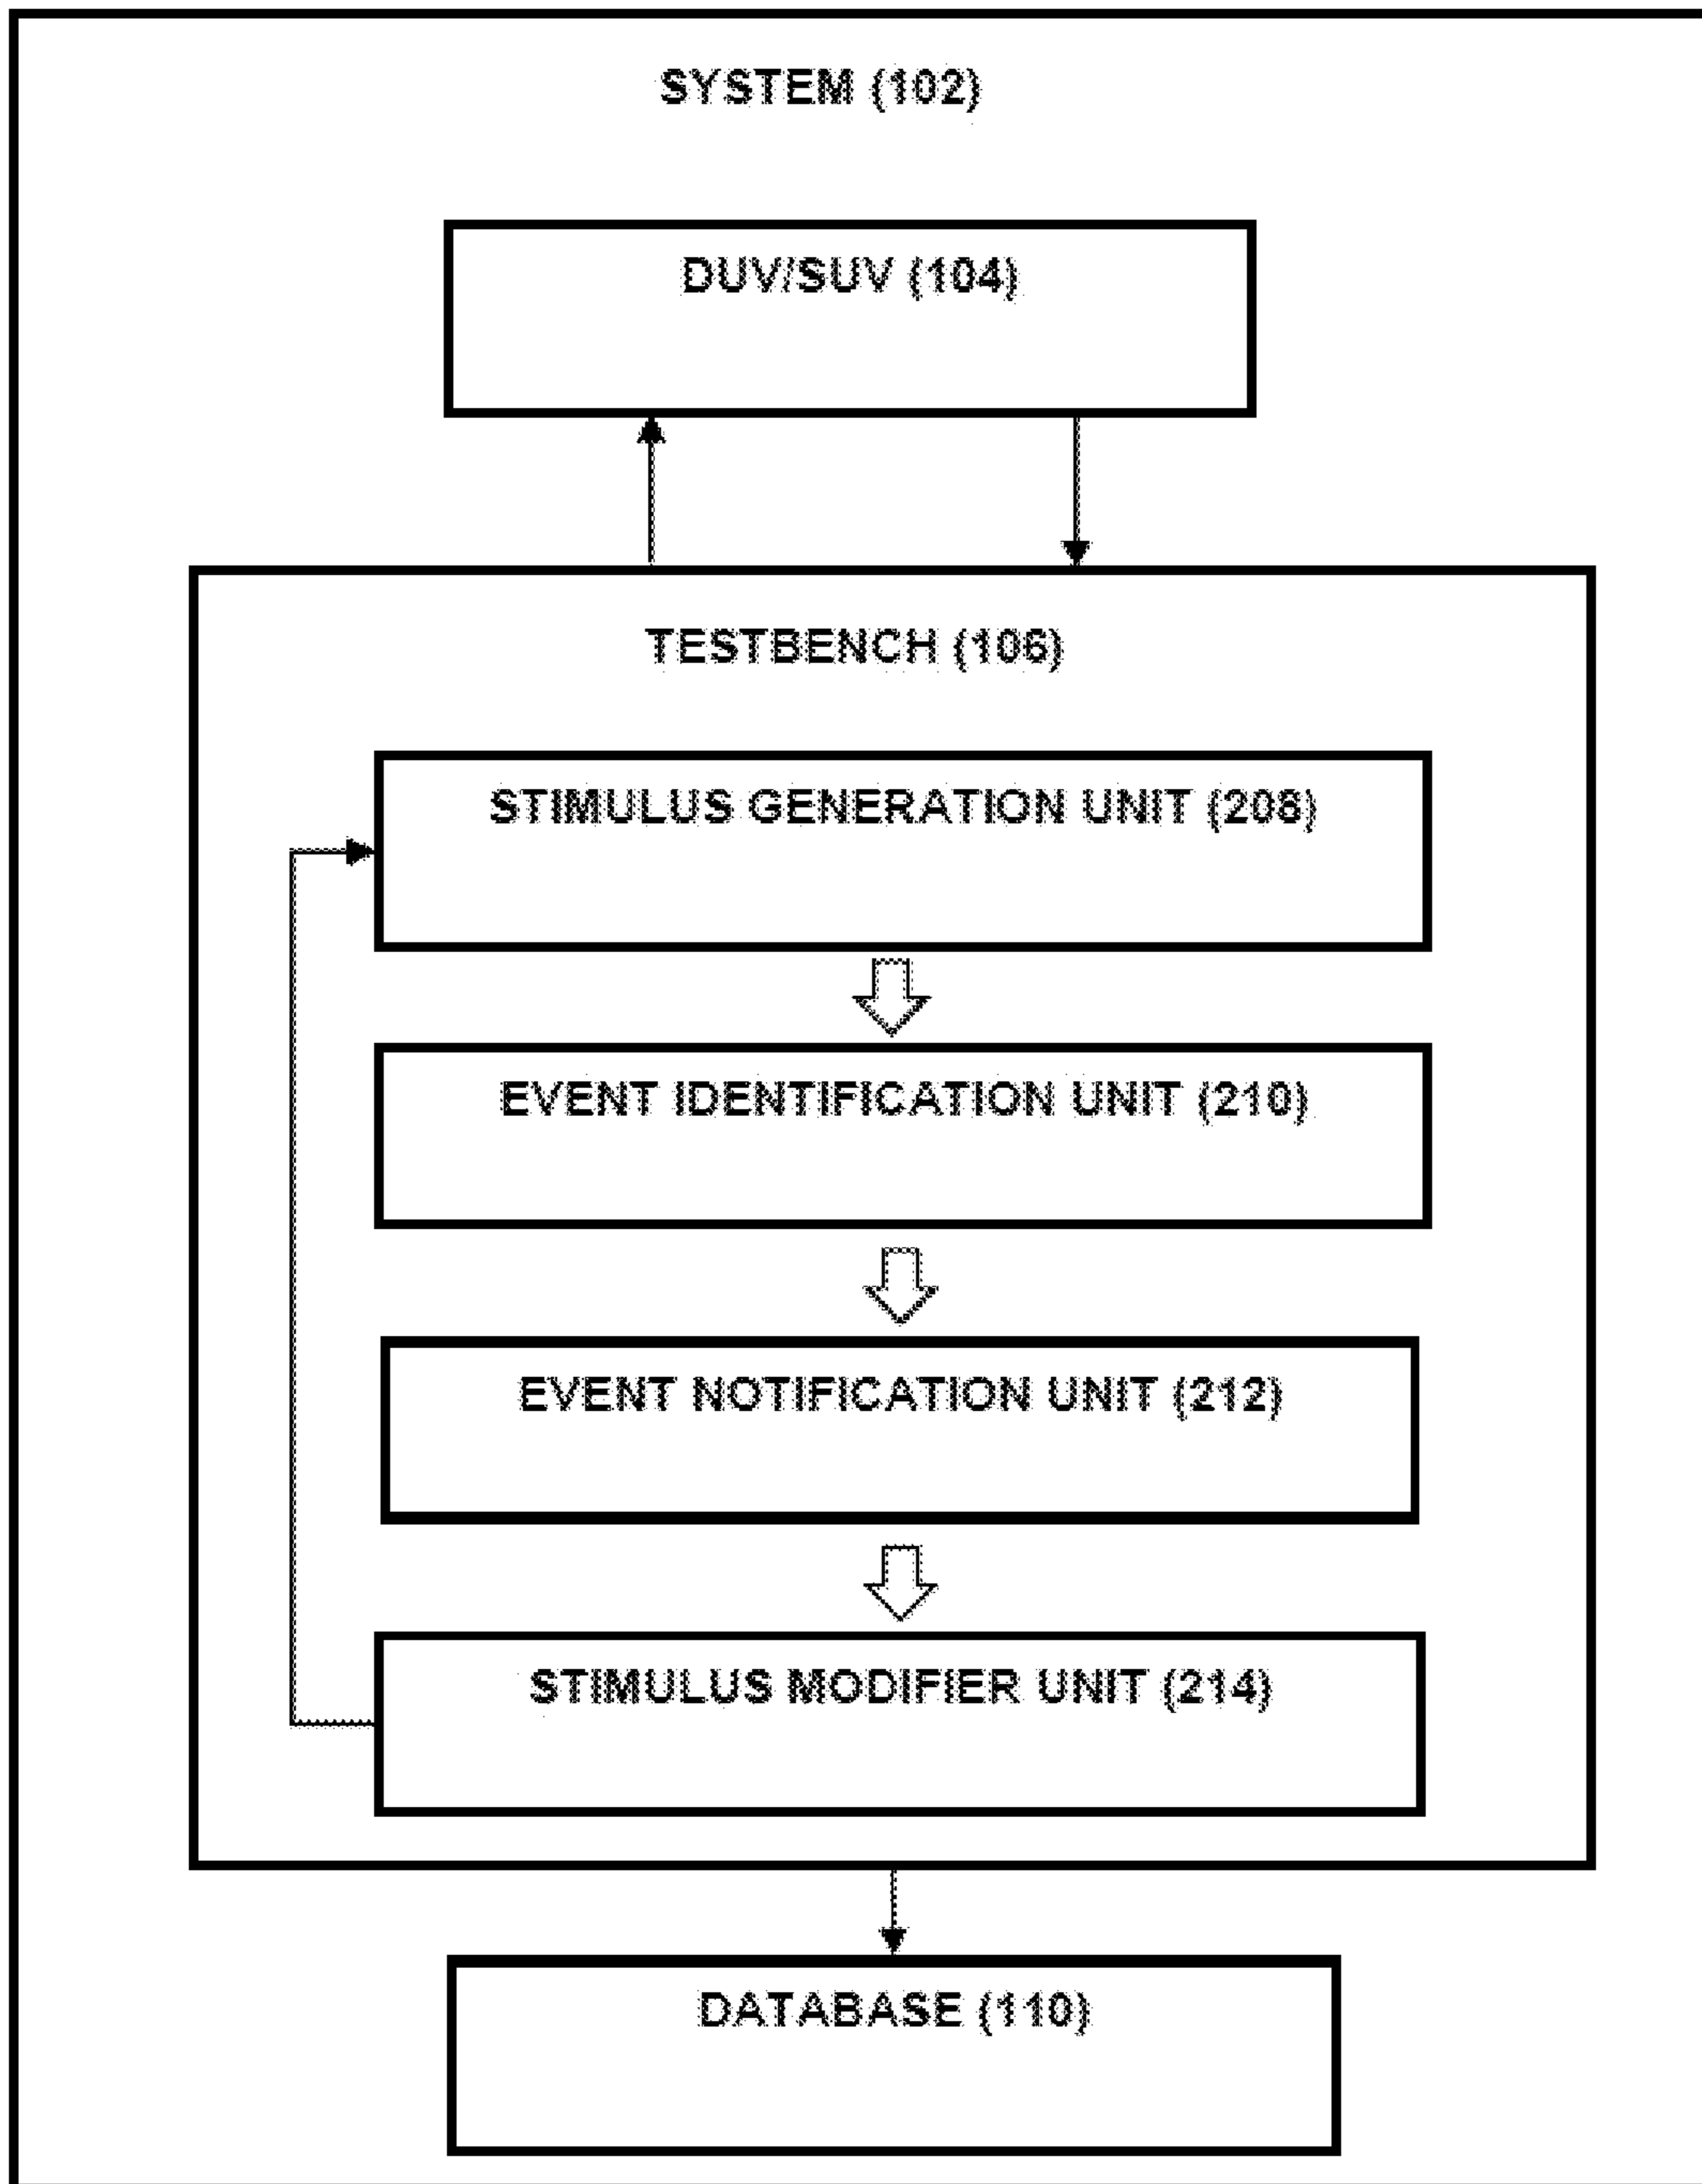 SYSTEM (102)
DUV/SUV (104)
TESTBENCH (106)
STIMULUS GENERATION UNIT (208)
EVENT IDENTIFICATION UNIT (210)
EVENT NOTIFICATION UNIT (212)
STIMULUS MODIFIER UNIT (214)
DATABASE (110)